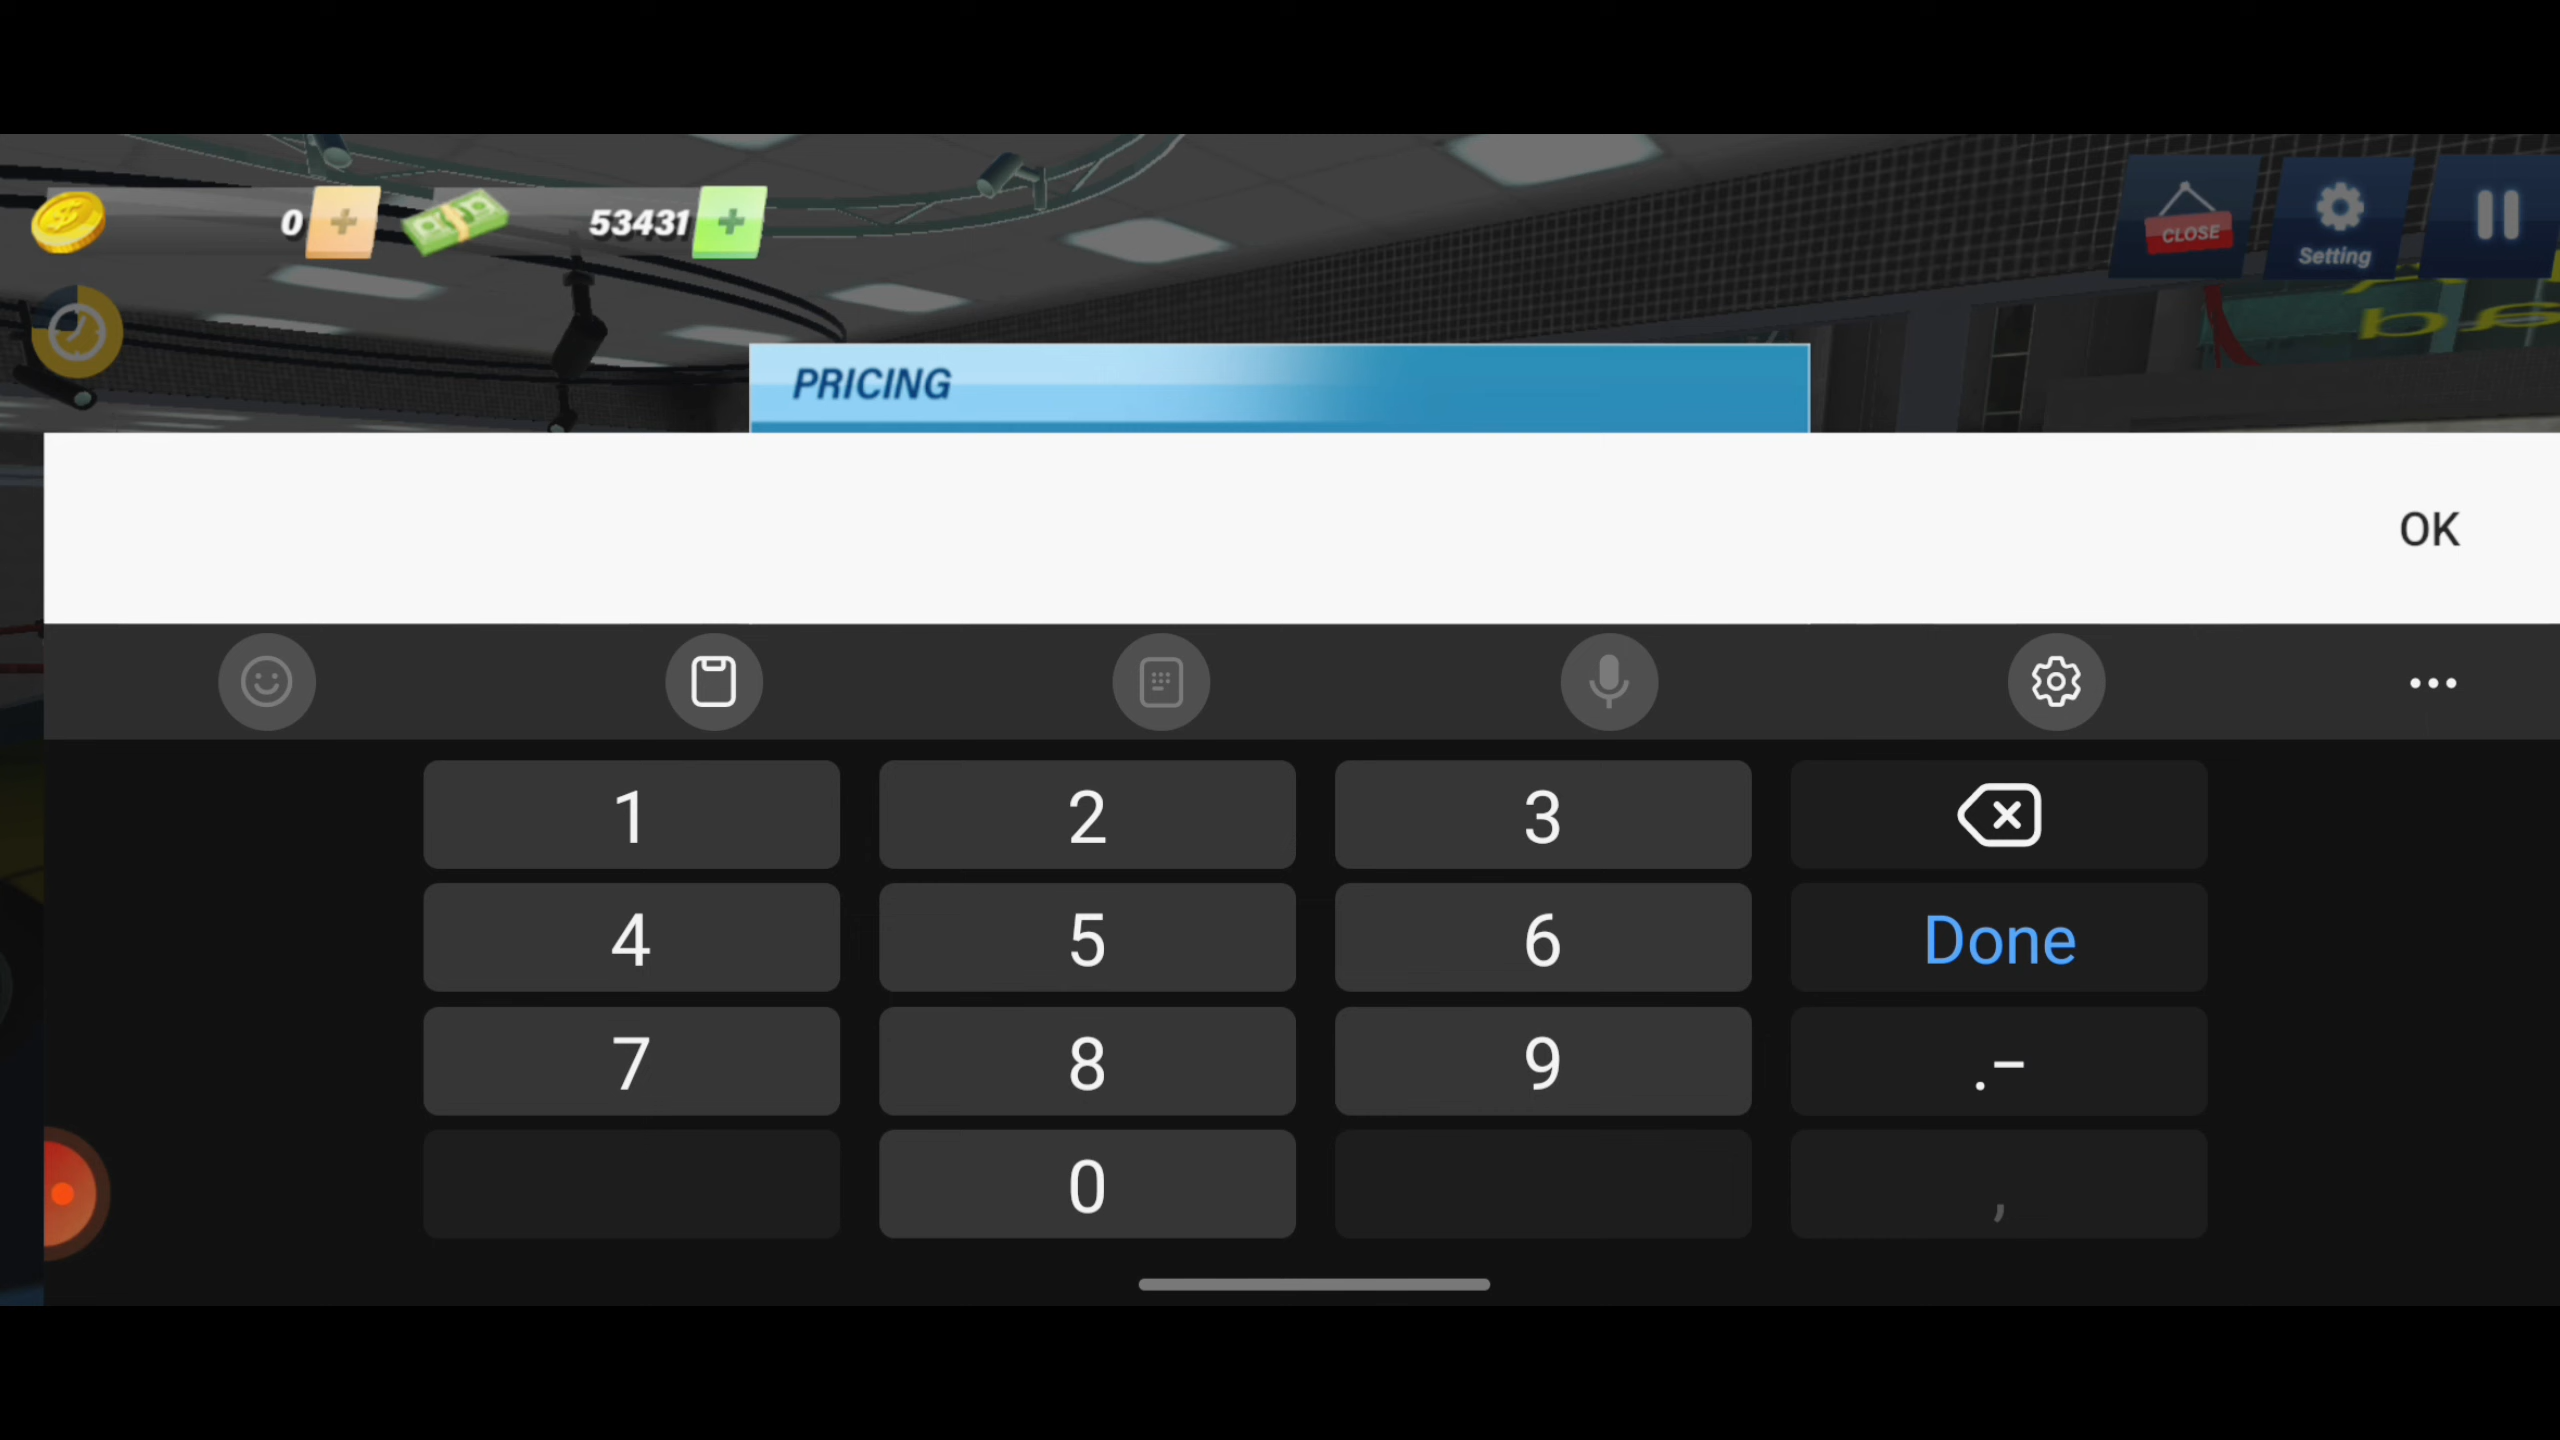 0 + 53431 +
CLOSE
Setting
PRICING
OK
1 2 3
4 5 6 Done
7 8 9 .-
0 ,